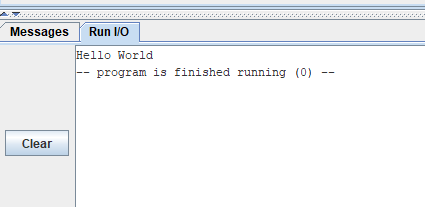 Messages Run I/O
Hello World
-- program is finished running (0) --
Clear